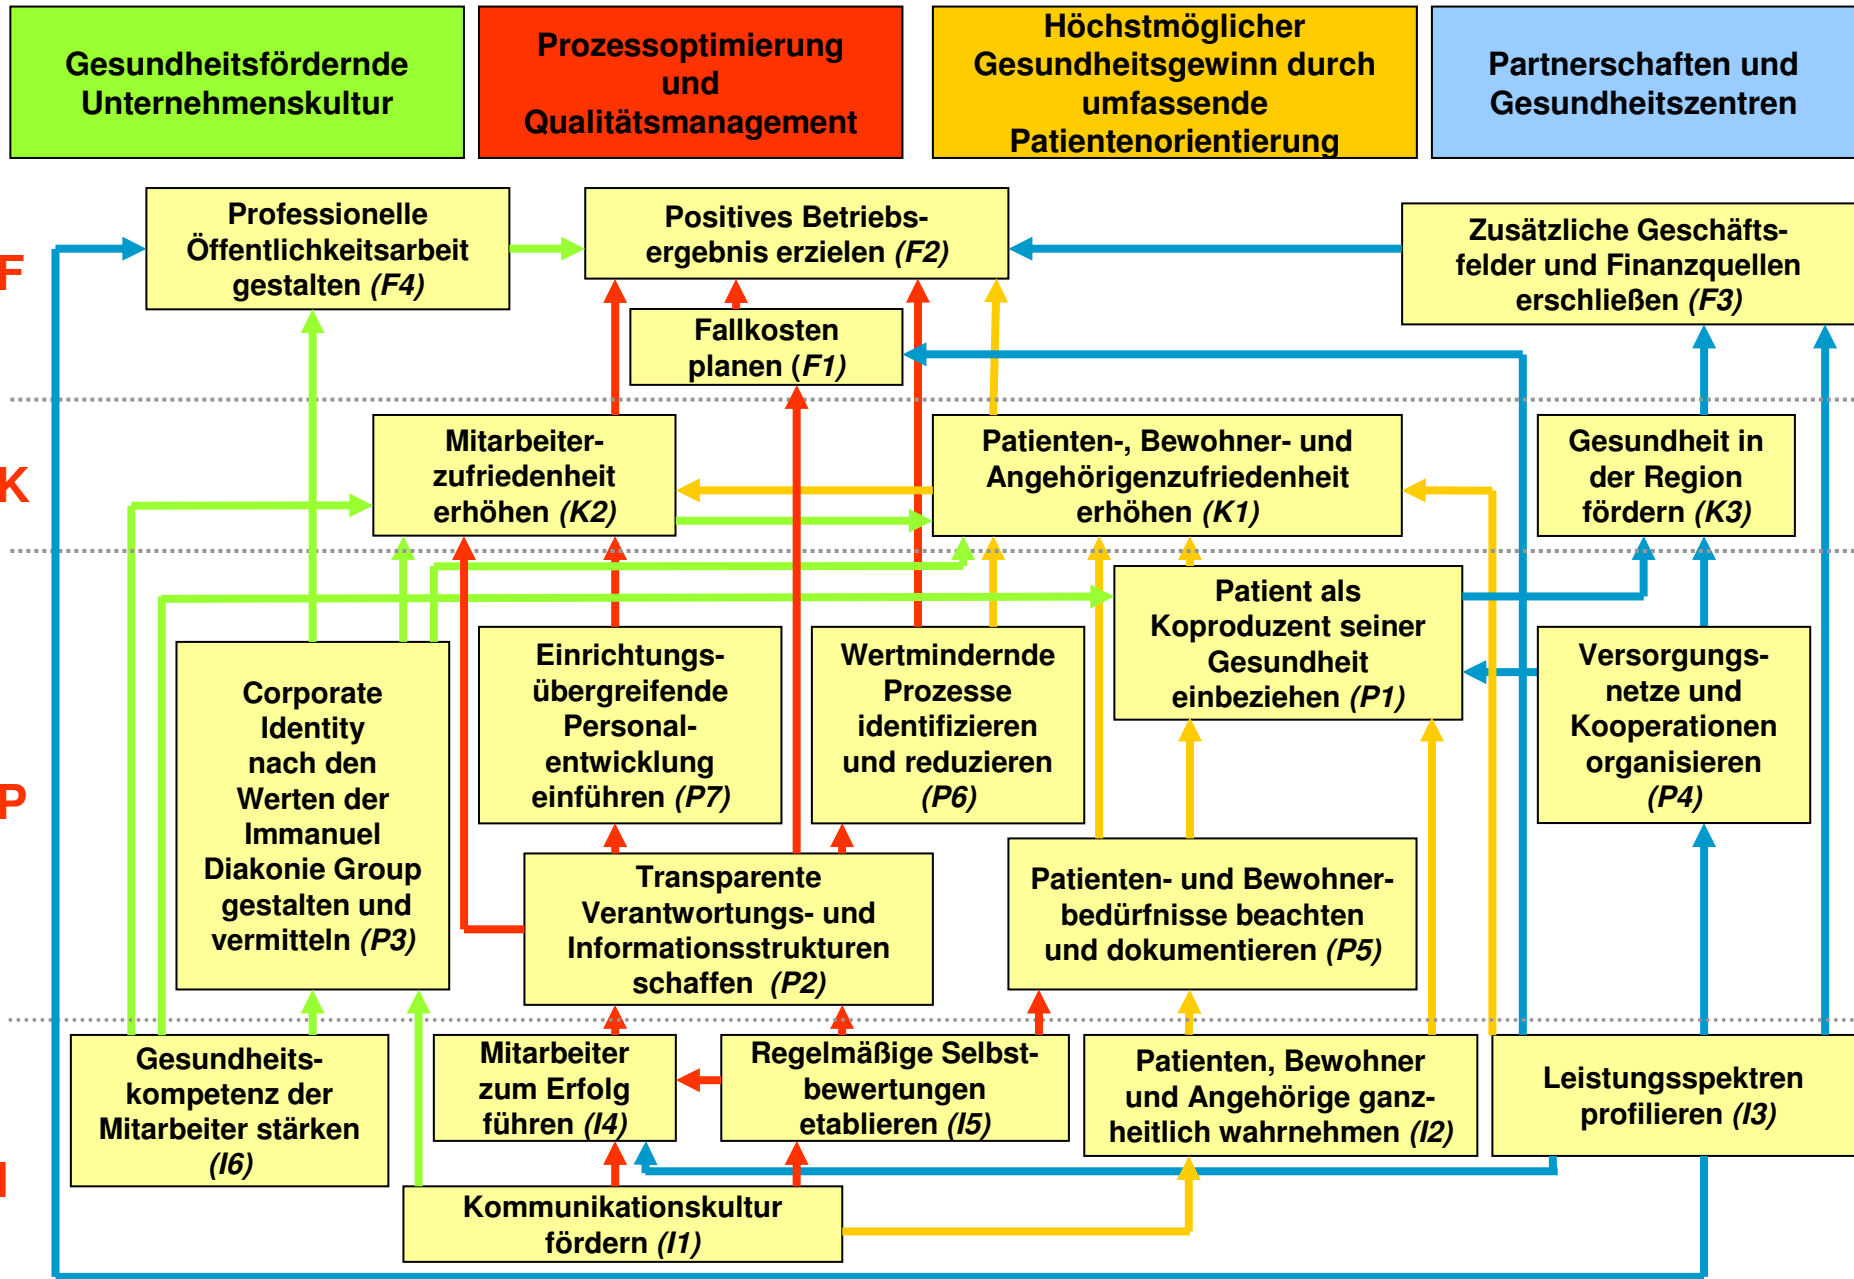 Gesundheitsfördernde
Unternehmenskultur
Prozessoptimierung
und
Qualitätsmanagement
Höchstmöglicher
Gesundheitsgewinn durch
umfassende
Patientenorientierung
Partnerschaften und
Gesundheitszentren
F
Professionelle
Öffentlichkeitsarbeit
gestalten (F4)
Positives Betriebs-
ergebnis erzielen (F2)
Zusätzliche Geschäfts-
felder und Finanzquellen
erschließen (F3)
Fallkosten
planen (F1)
K
Mitarbeiter-
zufriedenheit
erhöhen (K2)
Patienten-, Bewohner- und
Angehörigenzufriedenheit
erhöhen (K1)
Gesundheit in
der Region
fördern (K3)
P
Corporate
Identity
nach den
Werten der
Immanuel
Diakonie Group
gestalten und
vermitteln (P3)
Einrichtungs-
übergreifende
Personal-
entwicklung
einführen (P7)
Wertmindernde
Prozesse
identifizieren
und reduzieren
(P6)
Patient als
Koproduzent seiner
Gesundheit
einbeziehen (P1)
Versorgungs-
netze und
Kooperationen
organisieren
(P4)
Transparente
Verantwortungs- und
Informationsstrukturen
schaffen (P2)
Patienten- und Bewohner-
bedürfnisse beachten
und dokumentieren (P5)
I
Gesundheits-
kompetenz der
Mitarbeiter stärken
(I6)
Mitarbeiter
zum Erfolg
führen (I4)
Regelmäßige Selbst-
bewertungen
etablieren (I5)
Patienten, Bewohner
und Angehörige ganz-
heitlich wahrnehmen (I2)
Leistungsspektren
profilieren (I3)
Kommunikationskultur
fördern (I1)